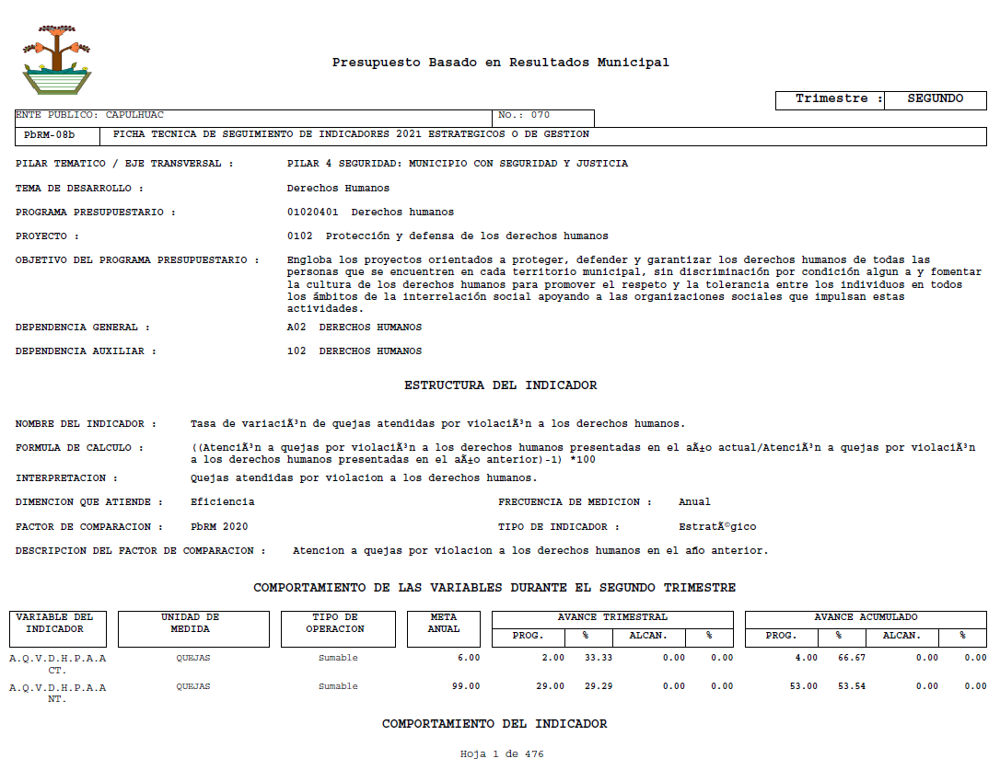 Presupuesto Basado en Resultados Municipal
Trimestre : SEGUNDO
ENTE PUBLICO: CAPULHUAC No.: 070
PbRM-08b FICHA TECNICA DE SEGUIMIENTO DE INDICADORES 2021 ESTRATEGICOS O DE GESTION
PILAR TEMATICO / EJE TRANSVERSAL : PILAR 4 SEGURIDAD: MUNICIPIO CON SEGURIDAD Y JUSTICIA
TEMA DE DESARROLLO : Derechos Humanos
PROGRAMA PRESUPUESTARIO : 01020401 Derechos humanos
PROYECTO : 0102 Protección y defensa de los derechos humanos
OBJETIVO DEL PROGRAMA PRESUPUESTARIO : Engloba los proyectos orientados a proteger, defender y garantizar los derechos humanos de todas las
personas que se encuentren en cada territorio municipal, sin discriminación por condición algun a y fomentar
la cultura de los derechos humanos para promover el respeto y la tolerancia entre los individuos en todos
los ámbitos de la interrelación social apoyando a las organizaciones sociales que impulsan estas
actividades.
DEPENDENCIA GENERAL : A02 DERECHOS HUMANOS
DEPENDENCIA AUXILIAR : 102 DERECHOS HUMANOS
ESTRUCTURA DEL INDICADOR
NOMBRE DEL INDICADOR : Tasa de variaciÃ³n de quejas atendidas por violaciÃ³n a los derechos humanos.
FORMULA DE CALCULO : ((AtenciÃ³n a quejas por violaciÃ³n a los derechos humanos presentadas en el aÃ±o actual/AtenciÃ³n a quejas por violaciÃ³n
a los derechos humanos presentadas en el aÃ±o anterior)-1) *100
INTERPRETACION : Quejas atendidas por violacion a los derechos humanos.
DIMENCION QUE ATIENDE : Eficiencia FRECUENCIA DE MEDICION : Anual
FACTOR DE COMPARACION : PbRM 2020 TIPO DE INDICADOR : EstratÃ©gico
DESCRIPCION DEL FACTOR DE COMPARACION : Atencion a quejas por violacion a los derechos humanos en el año anterior.
COMPORTAMIENTO DE LAS VARIABLES DURANTE EL SEGUNDO TRIMESTRE
VARIABLE DEL UNIDAD DE TIPO DE META AVANCE TRIMESTRAL AVANCE ACUMULADO
INDICADOR MEDIDA OPERACION ANUAL PROG. % ALCAN. % PROG. % ALCAN. %
A.Q.V.D.H.P.A.A QUEJAS Sumable 6.00 2.00 33.33 0.00 0.00 4.00 66.67 0.00 0.00
CT.
A.Q.V.D.H.P.A.A QUEJAS Sumable 99.00 29.00 29.29 0.00 0.00 53.00 53.54 0.00 0.00
NT.
COMPORTAMIENTO DEL INDICADOR
Hoja 1 de 476